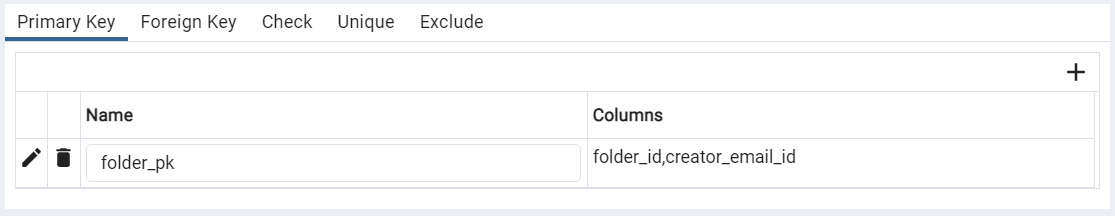 Primary Key Foreign Key Check Unique Exclude
Name Columns
folder_pk folder_id,creator_email_id